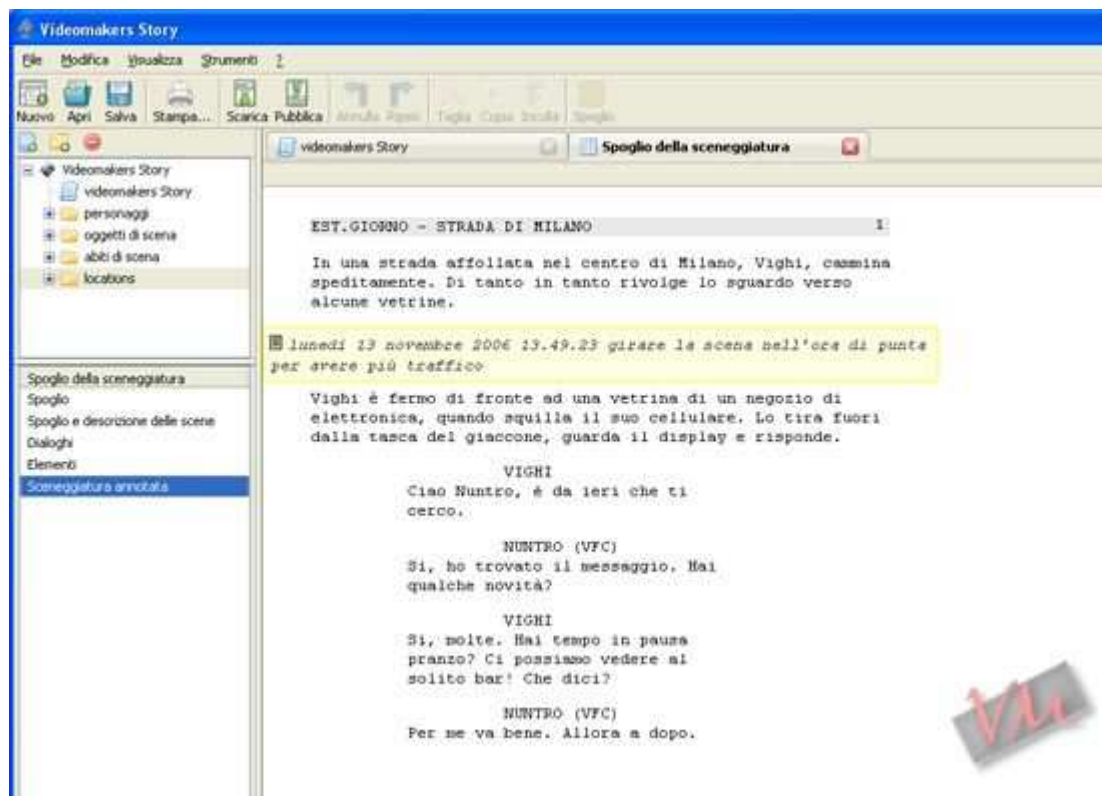 Videomakers Story
File Modifica Visualizza Strumenti ?
Nuovo Apri Salva Stampa... Scarica Pubblica Annulla Ripeti Taglia Copia Incolla Spoglio
videomakers Story Spoglio della sceneggiatura
Videomakers Story
videomakers Story
personaggi
oggetti di scena
abiti di scena
locations
Spoglio della sceneggiatura
Spoglio
Spoglio e descrizione delle scene
Dialoghi
Elementi
Sceneggiatura annotata
EST.GIORNO - STRADA DI MILANO 1
In una strada affollata nel centro di Milano, Vighi, cammina
speditamente. Di tanto in tanto rivolge lo sguardo verso
alcune vetrine.
lunedì 13 novembre 2006 13.49.23 girare la scena nell'ora di punta
per avere più traffico
Vighi è fermo di fronte ad una vetrina di un negozio di
elettronica, quando squilla il suo cellulare. Lo tira fuori
dalla tasca del giaccone, guarda il display e risponde.
VIGHI
Ciao Nuntro, è da ieri che ti
cerco.
NUNTRO (VFC)
Si, ho trovato il messaggio. Hai
qualche novità?
VIGHI
Si, molte. Hai tempo in pausa
pranzo? Ci possiamo vedere al
solito bar! Che dici?
NUNTRO (VFC)
Per me va bene. Allora a dopo.